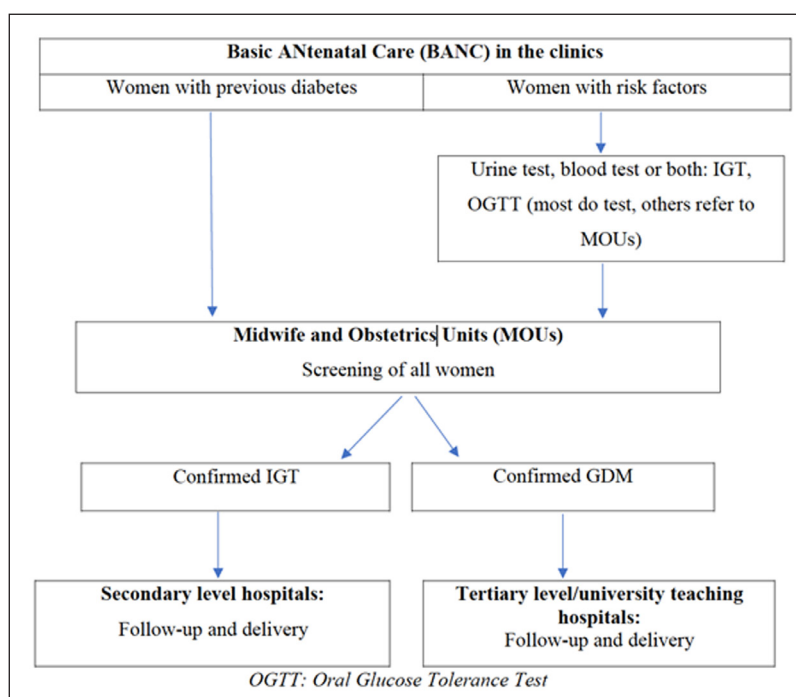 Basic ANtenatal Care (BANC) in the clinics
Women with previous diabetes
Women with risk factors
Urine test, blood test or both: IGT,
OGTT (most do test, others refer to
MOUs)
Midwife and Obstetrics Units (MOUs)
Screening of all women
Confirmed IGT
Confirmed GDM
Secondary level hospitals:
Follow-up and delivery
Tertiary level/university teaching
hospitals:
Follow-up and delivery
OGTT: Oral Glucose Tolerance Test